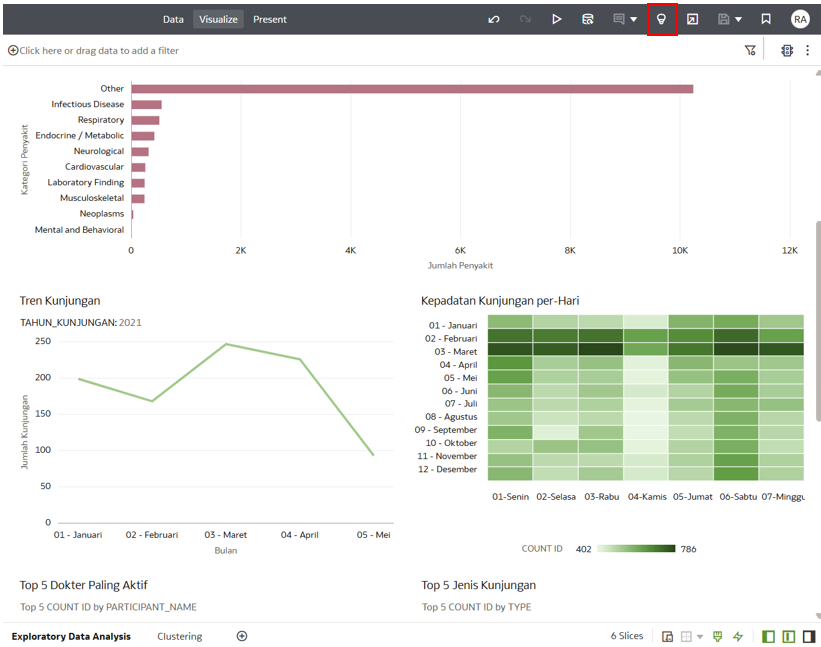 Data Visualize Present
RA
Click here or drag data to add a filter
Kategori Penyakit
Other
Infectious Disease
Respiratory
Endocrine / Metabolic
Neurological
Cardiovascular
Laboratory Finding
Musculoskeletal
Neoplasms
Mental and Behavioral
0 2K 4K 6K 8K 10K 12K
Jumlah Penyakit
Tren Kunjungan
TAHUN_KUNJUNGAN: 2021
Jumlah Kunjungan
250
200
150
100
50
0
01 - Januari 02 - Februari 03 - Maret 04 - April 05 - Mei
Bulan
Kepadatan Kunjungan per-Hari
01 - Januari
02 - Februari
03 - Maret
04 - April
05 - Mei
06 - Juni
07 - Juli
08 - Agustus
09 - September
10 - Oktober
11 - November
12 - Desember
01-Senin 02-Selasa 03-Rabu 04-Kamis 05-Jumat 06-Sabtu 07-Minggu
COUNT ID 402 786
Top 5 Dokter Paling Aktif
Top 5 COUNT ID by PARTICIPANT_NAME
Top 5 Jenis Kunjungan
Top 5 COUNT ID by TYPE
Exploratory Data Analysis Clustering 6 Slices